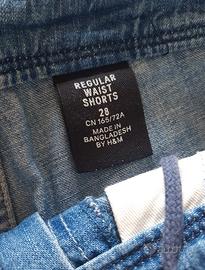 REGULAR
WAIST
SHORTS
28
CN 165/72A
MADE IN
BANGLADESH
BY H&M